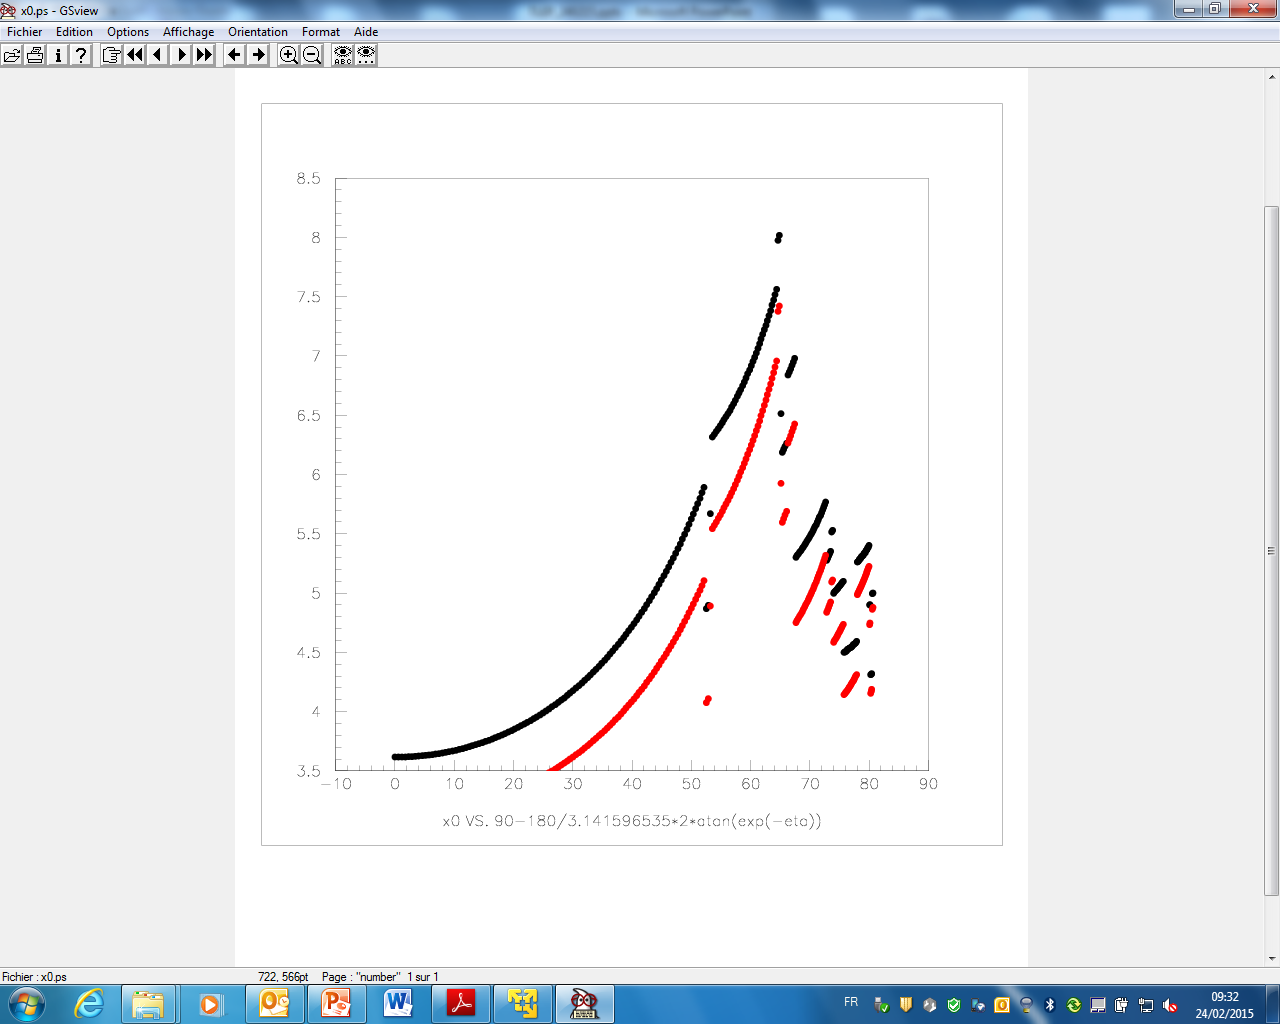 x0.ps - GSview
Fichier Edition Options Affichage Orientation Format Aide
ABC
8.5
8
7.5
7
6.5
6
5.5
5
4.5
4
3.5
−10 0 10 20 30 40 50 60 70 80 90
x0 VS. 90−180/3.141596535*2*atan(exp(−eta))
Fichier : x0.ps 722, 566pt Page : "number" 1 sur 1
FR
09:32
24/02/2015